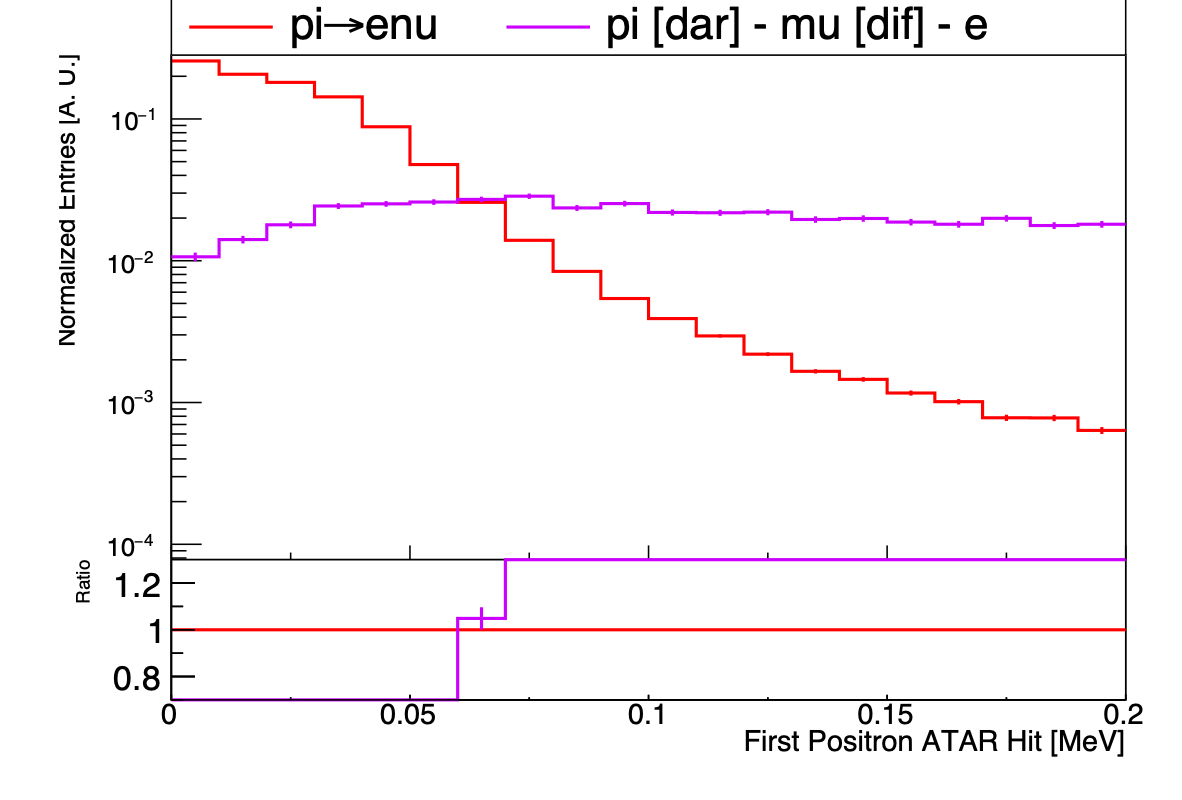 pi→enu pi [dar] - mu [dif] - e
Normalized Entries [A. U.]
10⁻¹
10⁻²
10⁻³
10⁻⁴
Ratio
1.2
1
0.8
0 0.05 0.1 0.15 0.2
First Positron ATAR Hit [MeV]